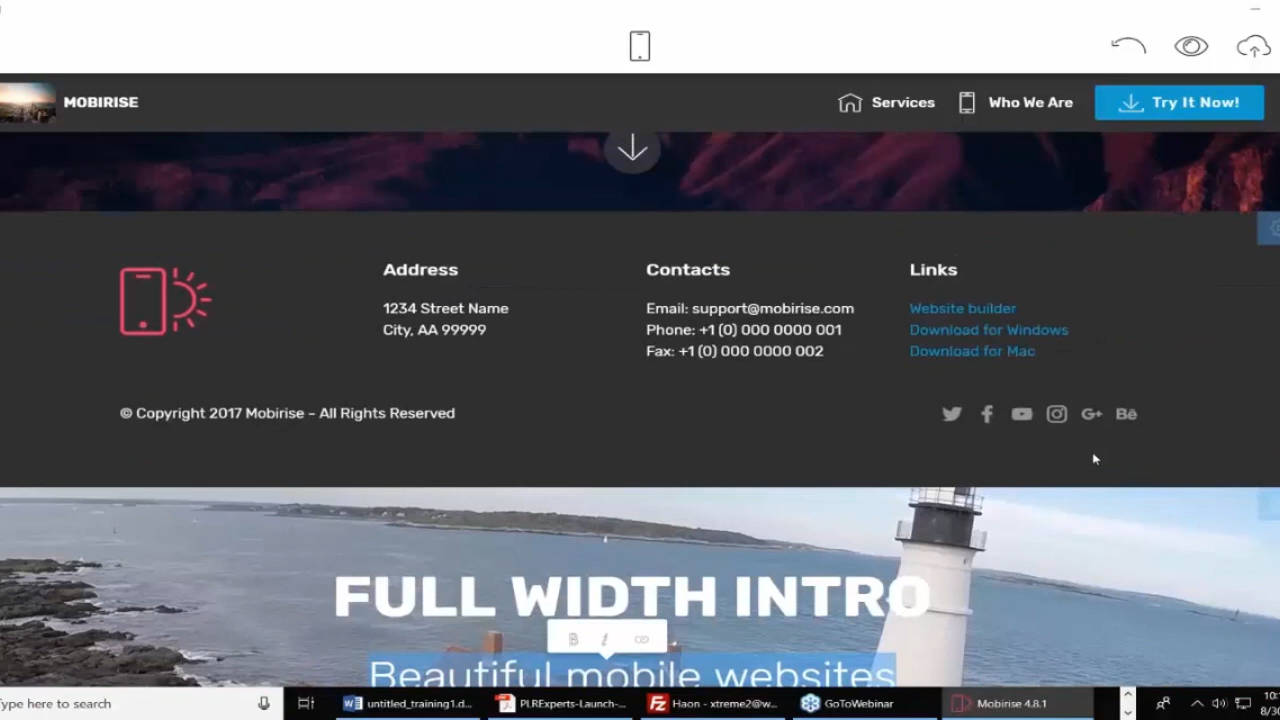 MOBIRISE
Services
Who We Are
Try It Now!
Address
1234 Street Name
City, AA 99999
Contacts
Email: support@mobirise.com
Phone: +1 (0) 000 0000 001
Fax: +1 (0) 000 0000 002
Links
Website builder
Download for Windows
Download for Mac
© Copyright 2017 Mobirise - All Rights Reserved
G+
Bē
FULL WIDTH INTRO
B I
Beautiful mobile websites
Type here to search
untitled_training1.d...
PLRExperts-Launch-...
Haon - xtreme2@w...
GoToWebinar
Mobirise 4.8.1